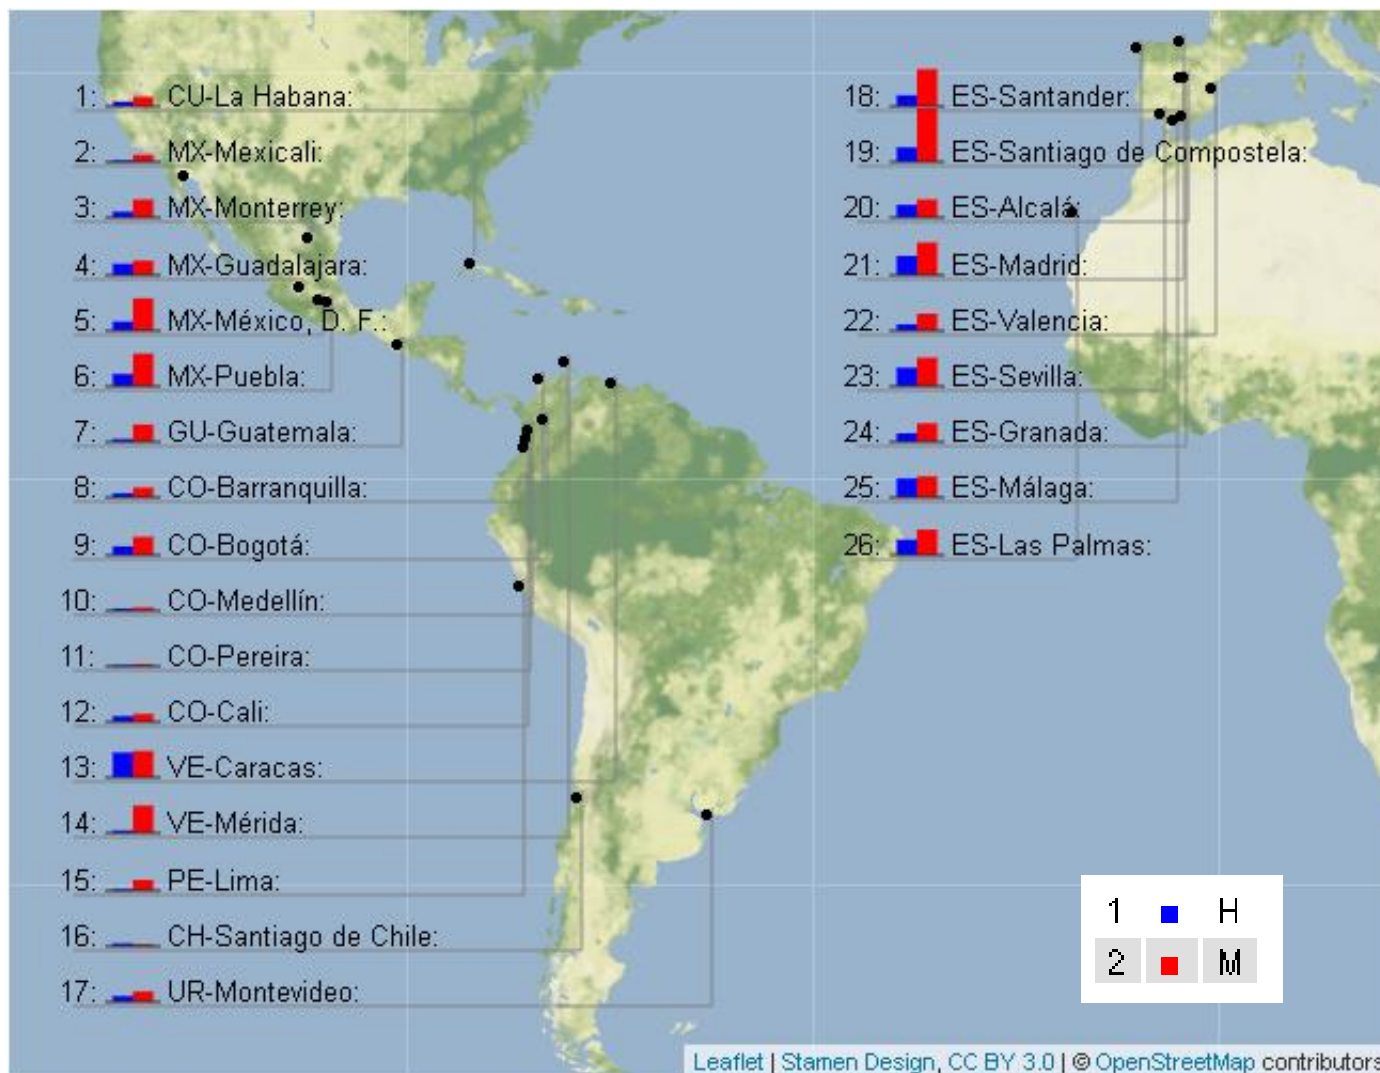 1: CU-La Habana:
2: MX-Mexicali:
3: MX-Monterrey:
4: MX-Guadalajara:
5: MX-México, D. F.:
6: MX-Puebla:
7: GU-Guatemala:
8: CO-Barranquilla:
9: CO-Bogotá:
10: CO-Medellín:
11: CO-Pereira:
12: CO-Cali:
13: VE-Caracas:
14: VE-Mérida:
15: PE-Lima:
16: CH-Santiago de Chile:
17: UR-Montevideo:
18: ES-Santander:
19: ES-Santiago de Compostela:
20: ES-Alcalá:
21: ES-Madrid:
22: ES-Valencia:
23: ES-Sevilla:
24: ES-Granada:
25: ES-Málaga:
26: ES-Las Palmas:
1 H
2 M
Leaflet | Stamen Design, CC BY 3.0 | © OpenStreetMap contributors